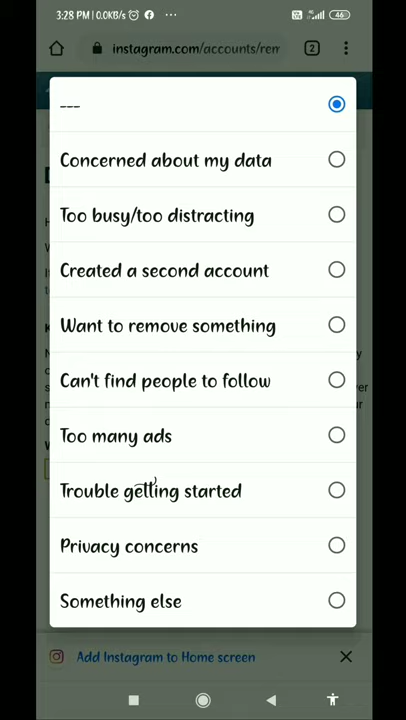 3:28 PM | 0.0KB/s
46
instagram.com/accounts/rem
2
---
Concerned about my data
Too busy/too distracting
Created a second account
Want to remove something
Can't find people to follow
Too many ads
Trouble getting started
Privacy concerns
Something else
Add Instagram to Home screen